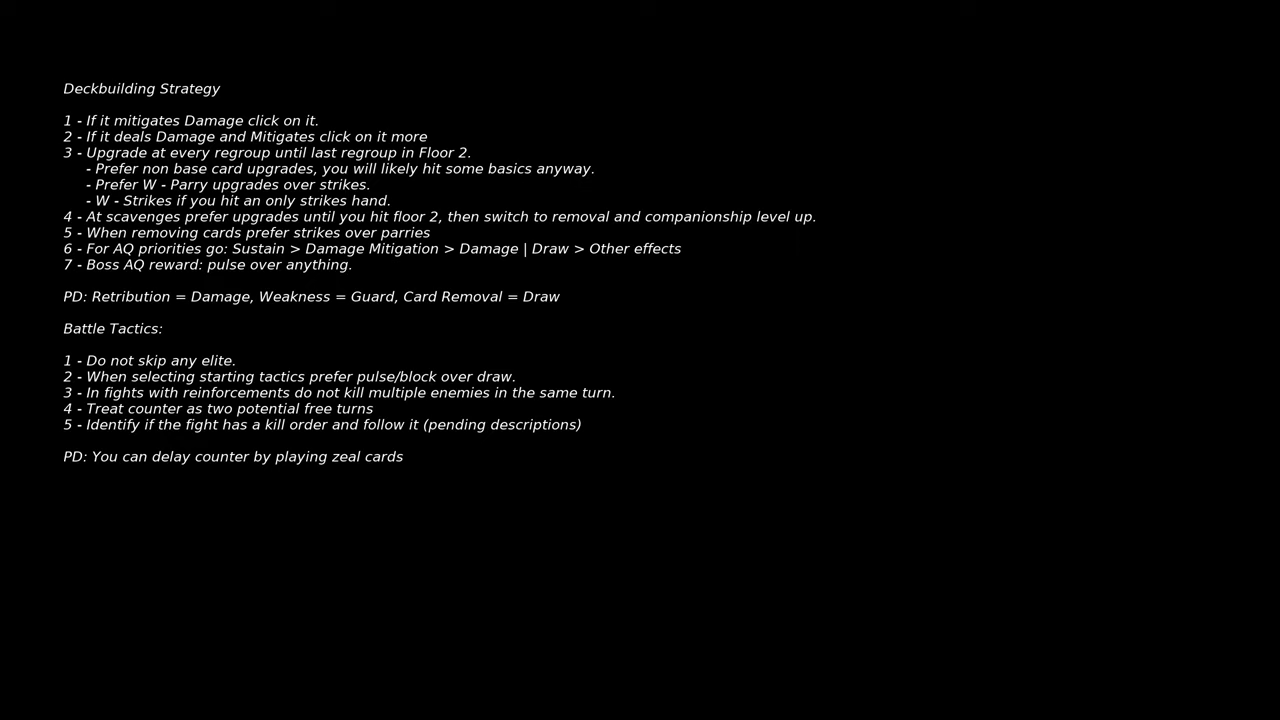 Deckbuilding Strategy
1 - If it mitigates Damage click on it.
2 - If it deals Damage and Mitigates click on it more
3 - Upgrade at every regroup until last regroup in Floor 2.
- Prefer non base card upgrades, you will likely hit some basics anyway.
- Prefer W - Parry upgrades over strikes.
- W - Strikes if you hit an only strikes hand.
4 - At scavenges prefer upgrades until you hit floor 2, then switch to removal and companionship level up.
5 - When removing cards prefer strikes over parries
6 - For AQ priorities go: Sustain > Damage Mitigation > Damage | Draw > Other effects
7 - Boss AQ reward: pulse over anything.
PD: Retribution = Damage, Weakness = Guard, Card Removal = Draw
Battle Tactics:
1 - Do not skip any elite.
2 - When selecting starting tactics prefer pulse/block over draw.
3 - In fights with reinforcements do not kill multiple enemies in the same turn.
4 - Treat counter as two potential free turns
5 - Identify if the fight has a kill order and follow it (pending descriptions)
PD: You can delay counter by playing zeal cards